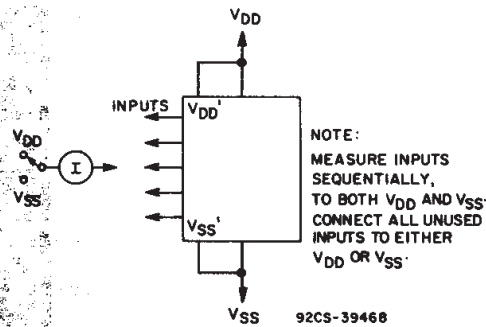 VDD
INPUTS
VDD'
VDD
I
VSS
VSS'
VSS
NOTE:
MEASURE INPUTS
SEQUENTIALLY,
TO BOTH VDD AND VSS.
CONNECT ALL UNUSED
INPUTS TO EITHER
VDD OR VSS.
92CS-39468